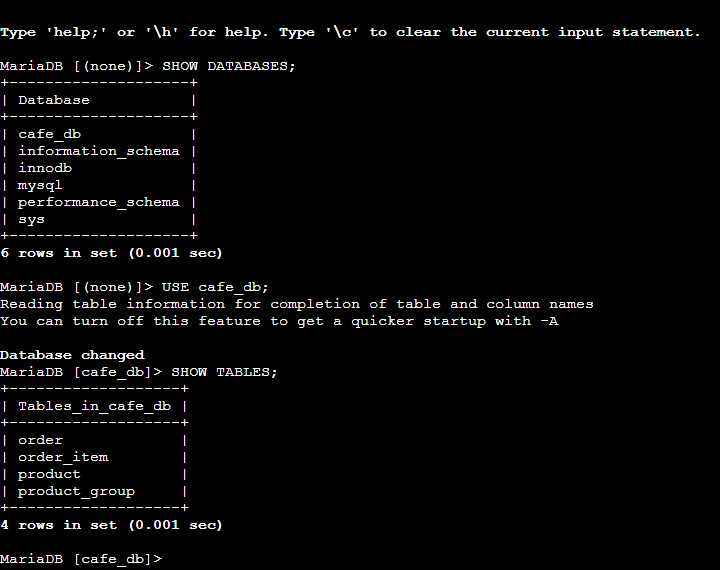 Type 'help;' or '\h' for help. Type '\c' to clear the current input statement.
MariaDB [(none)]> SHOW DATABASES;
+--------------------+
| Database           |
+--------------------+
| cafe_db            |
| information_schema |
| innodb             |
| mysql              |
| performance_schema |
| sys                |
+--------------------+
6 rows in set (0.001 sec)
MariaDB [(none)]> USE cafe_db;
Reading table information for completion of table and column names
You can turn off this feature to get a quicker startup with -A
Database changed
MariaDB [cafe_db]> SHOW TABLES;
+-------------------+
| Tables_in_cafe_db |
+-------------------+
| order             |
| order_item        |
| product           |
| product_group     |
+-------------------+
4 rows in set (0.001 sec)
MariaDB [cafe_db]>